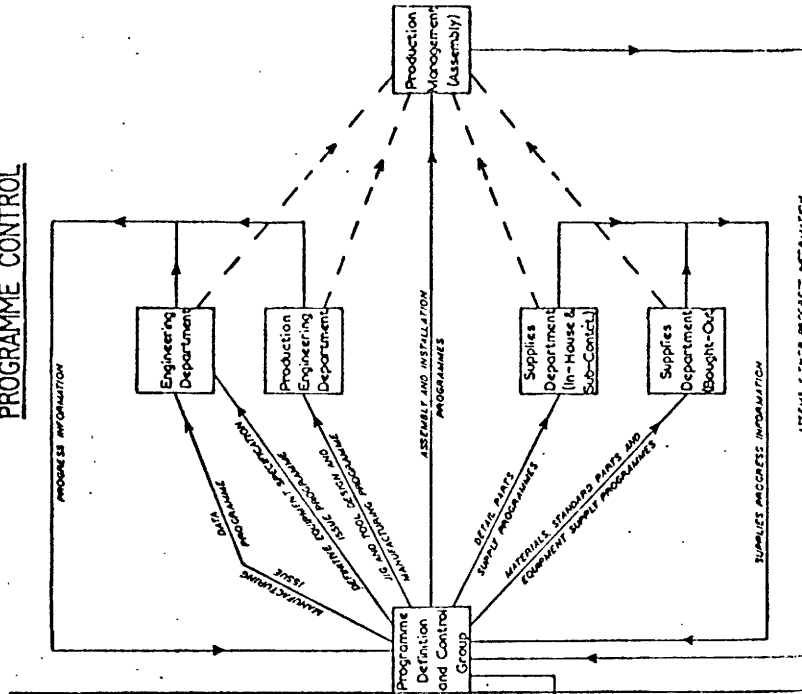 PROGRAMME CONTROL
PROGRESS INFORMATION
Production
Management
(Assembly)
Engineering
Department
Production
Engineering
Department
ASSEMBLY AND INSTALLATION
PROGRAMMES
Supplies
Department
(In-House &
Sub-Contrct.)
Supplies
Department
(Bought-Out)
MANUFACTURING DATA
ISSUE PROGRAMME
DEFINITIVE EQUIPMENT SPECIFICATION
ISSUE PROGRAMME
JIG AND TOOL DESIGN AND
MANUFACTURING PROGRAMME
DETAIL PARTS
SUPPLY PROGRAMMES
MATERIALS, STANDARD PARTS AND
EQUIPMENT SUPPLY PROGRAMMES
Programme
Definition
and Control
Group
SUPPLIES PROGRESS INFORMATION